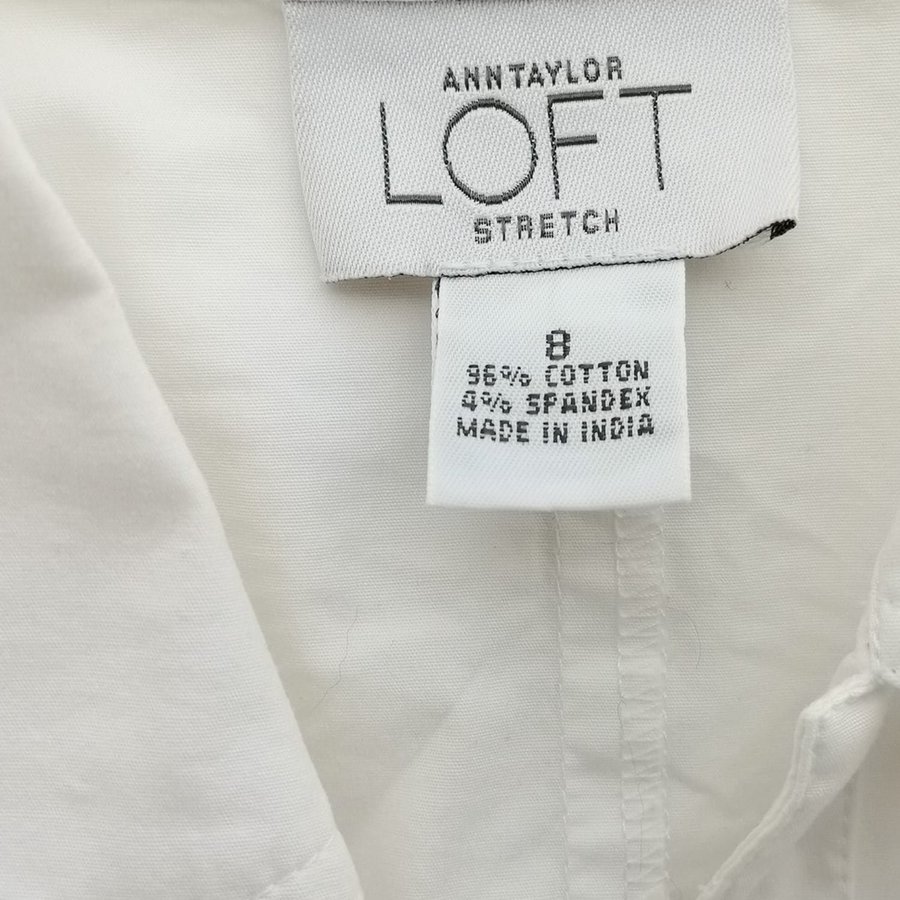 ANNTAYLOR
LOFT
STRETCH
8
96% COTTON
4% SPANDEX
MADE IN INDIA